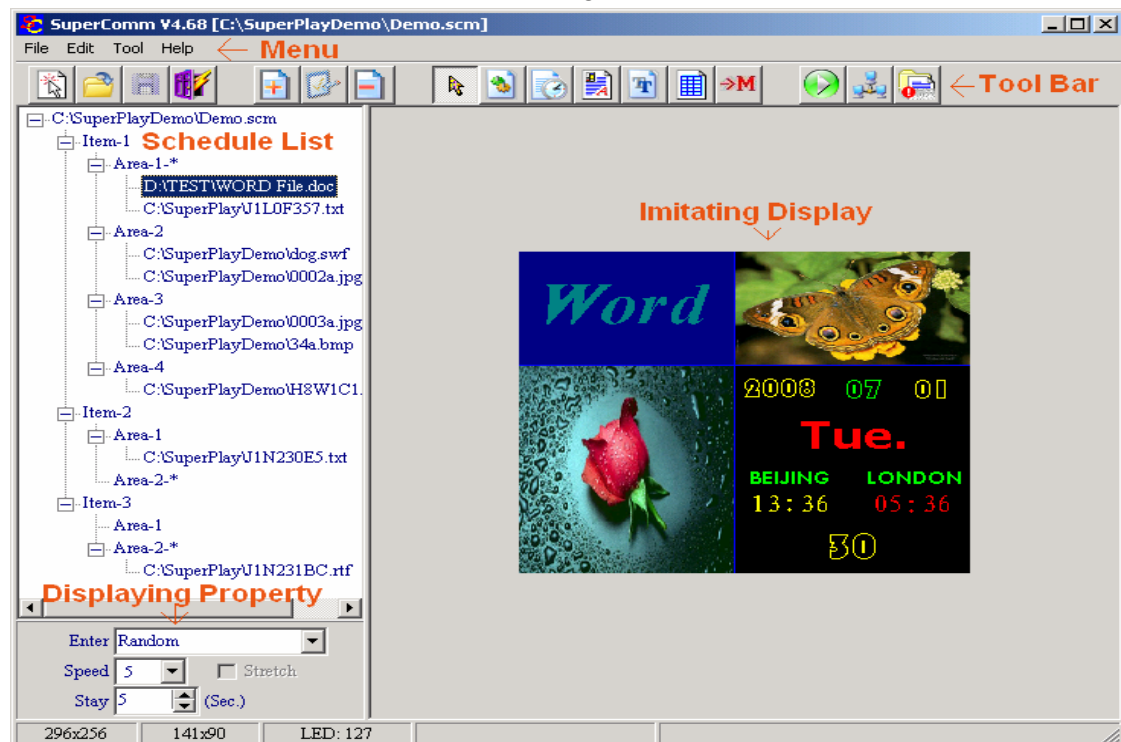 SuperComm V4.68 [C:\SuperPlayDemo\Demo.scm]
File Edit Tool Help Menu
M Tool Bar
C:\SuperPlayDemo\Demo.scm
Item-1 Schedule List
Area-1-*
D:\TEST\WORD File.doc
C:\SuperPlay\J1L0F357.txt
Area-2
C:\SuperPlayDemo\dog.swf
C:\SuperPlayDemo\0002a.jpg
Area-3
C:\SuperPlayDemo\0003a.jpg
C:\SuperPlayDemo\34a.bmp
Area-4
C:\SuperPlayDemo\H8W1C1.
Item-2
Area-1
C:\SuperPlay\J1N230E5.txt
Area-2-*
Item-3
Area-1
Area-2-*
C:\SuperPlay\J1N231BC.rtf
Displaying Property
Enter Random
Speed 5 Stretch
Stay 5 (Sec.)
Imitating Display
Word
2008 07 01
Tue.
BEIJING LONDON
13:36 05:36
30
296x256 141x90 LED: 127